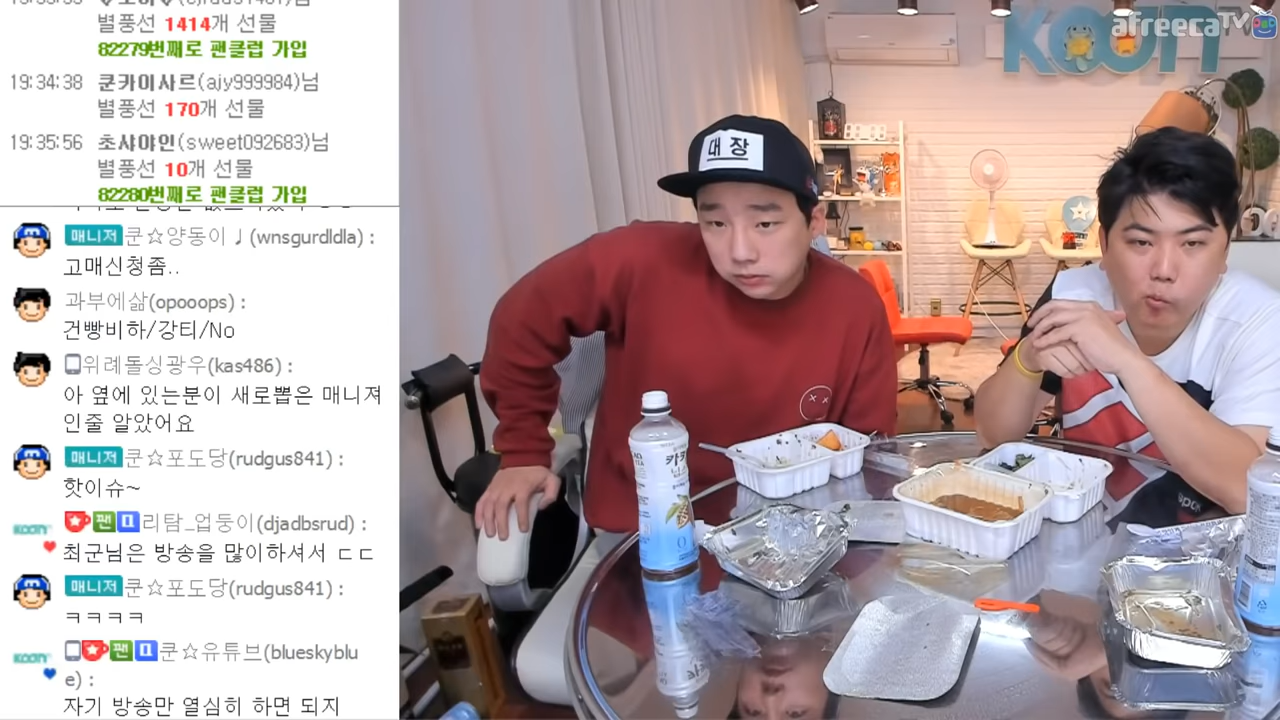 별풍선 1414개 선물
82279번째로 팬클럽 가입
19:34:38 쿤카이사르(ajy999984)님
별풍선 170개 선물
19:35:56 초샤야인(sweet092683)님
별풍선 10개 선물
82280번째로 팬클럽 가입
매니저 쿤☆양동이♩(wnsgurdldla) :
고매신청좀..
과부에삶(opooops) :
건빵비하/강티/No
위례돌싱광우(kas486) :
아 옆에 있는분이 새로뽑은 매니져
인줄 알았어요
매니저 쿤☆포도당(rudgus841) :
핫이슈~
KOON 팬 리탐_업둥이(djadbsrud) :
최군님은 방송을 많이하셔서 ㄷㄷ
매니저 쿤☆포도당(rudgus841) :
ㅋㅋㅋㅋ
KOON 팬 쿤☆유튜브(blueskyblu
e) :
자기 방송만 열심히 하면 되지
afreecaTV
KOON
대장